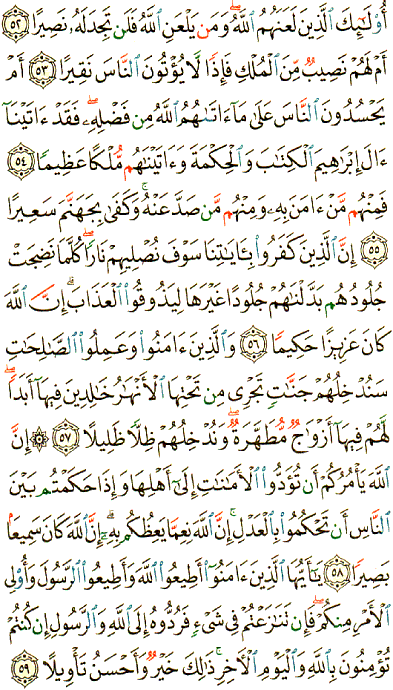 أُوْلَٰٓئِكَ ٱلَّذِينَ لَعَنَهُمُ ٱللَّهُۖ وَمَن يَلْعَنِ ٱللَّهُ فَلَن تَجِدَ لَهُۥ نَصِيرًا ٥٢
أَمْ لَهُمْ نَصِيبٌ مِّنَ ٱلْمُلْكِ فَإِذًا لَّا يُؤْتُونَ ٱلنَّاسَ نَقِيرًا ٥٣ أَمْ
يَحْسُدُونَ ٱلنَّاسَ عَلَىٰ مَآ ءَاتَىٰهُمُ ٱللَّهُ مِن فَضْلِهِۦۖ فَقَدْ ءَاتَيْنَآ
ءَالَ إِبْرَٰهِيمَ ٱلْكِتَٰبَ وَٱلْحِكْمَةَ وَءَاتَيْنَٰهُم مُّلْكًا عَظِيمًا ٥٤
فَمِنْهُم مَّنْ ءَامَنَ بِهِۦ وَمِنْهُم مَّن صَدَّ عَنْهُۚ وَكَفَىٰ بِجَهَنَّمَ سَعِيرًا
٥٥ إِنَّ ٱلَّذِينَ كَفَرُواْ بِـَٔايَٰتِنَا سَوْفَ نُصْلِيهِمْ نَارًا كُلَّمَا نَضِجَتْ
جُلُودُهُم بَدَّلْنَٰهُمْ جُلُودًا غَيْرَهَا لِيَذُوقُواْ ٱلْعَذَابَۗ إِنَّ ٱللَّهَ
كَانَ عَزِيزًا حَكِيمًا ٥٦ وَٱلَّذِينَ ءَامَنُواْ وَعَمِلُواْ ٱلصَّٰلِحَٰتِ
سَنُدْخِلُهُمْ جَنَّٰتٍ تَجْرِى مِن تَحْتِهَا ٱلْأَنْهَٰرُ خَٰلِدِينَ فِيهَآ أَبَدًاۖ
لَّهُمْ فِيهَآ أَزْوَٰجٌ مُّطَهَّرَةٌۖ وَنُدْخِلُهُمْ ظِلًّا ظَلِيلًا ٥٧ ۞ إِنَّ
ٱللَّهَ يَأْمُرُكُمْ أَن تُؤَدُّواْ ٱلْأَمَٰنَٰتِ إِلَىٰٓ أَهْلِهَا وَإِذَا حَكَمْتُم بَيْنَ
ٱلنَّاسِ أَن تَحْكُمُواْ بِٱلْعَدْلِۚ إِنَّ ٱللَّهَ نِعِمَّا يَعِظُكُم بِهِۦٓۗ إِنَّ ٱللَّهَ كَانَ سَمِيعًۢا
بَصِيرًا ٥٨ يَٰٓأَيُّهَا ٱلَّذِينَ ءَامَنُوٓاْ أَطِيعُواْ ٱللَّهَ وَأَطِيعُواْ ٱلرَّسُولَ وَأُوْلِى
ٱلْأَمْرِ مِنكُمْۖ فَإِن تَنَٰزَعْتُمْ فِى شَىْءٍ فَرُدُّوهُ إِلَى ٱللَّهِ وَٱلرَّسُولِ إِن كُنتُمْ
تُؤْمِنُونَ بِٱللَّهِ وَٱلْيَوْمِ ٱلْأَخِرِۚ ذَٰلِكَ خَيْرٌ وَأَحْسَنُ تَأْوِيلًا ٥٩